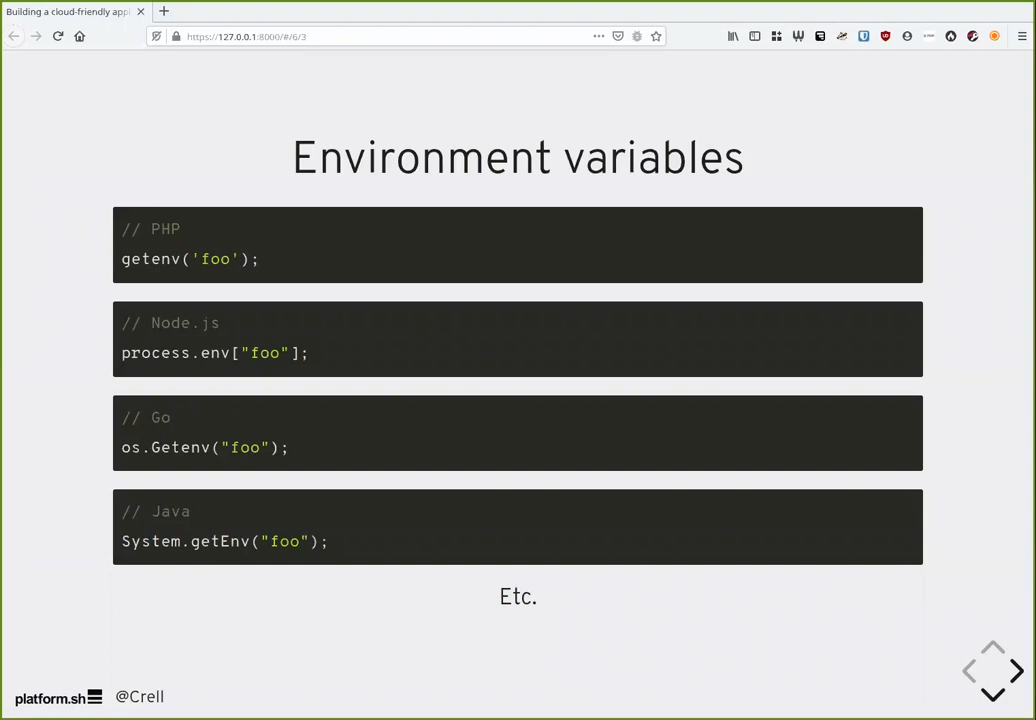 Building a cloud-friendly appl
https://127.0.0.1:8000/#/6/3
Environment variables
// PHP
getenv('foo');
// Node.js
process.env["foo"];
// Go
os.Getenv("foo");
// Java
System.getEnv("foo");
Etc.
platform.sh
@Crell